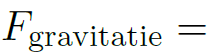 F_gravitatie =